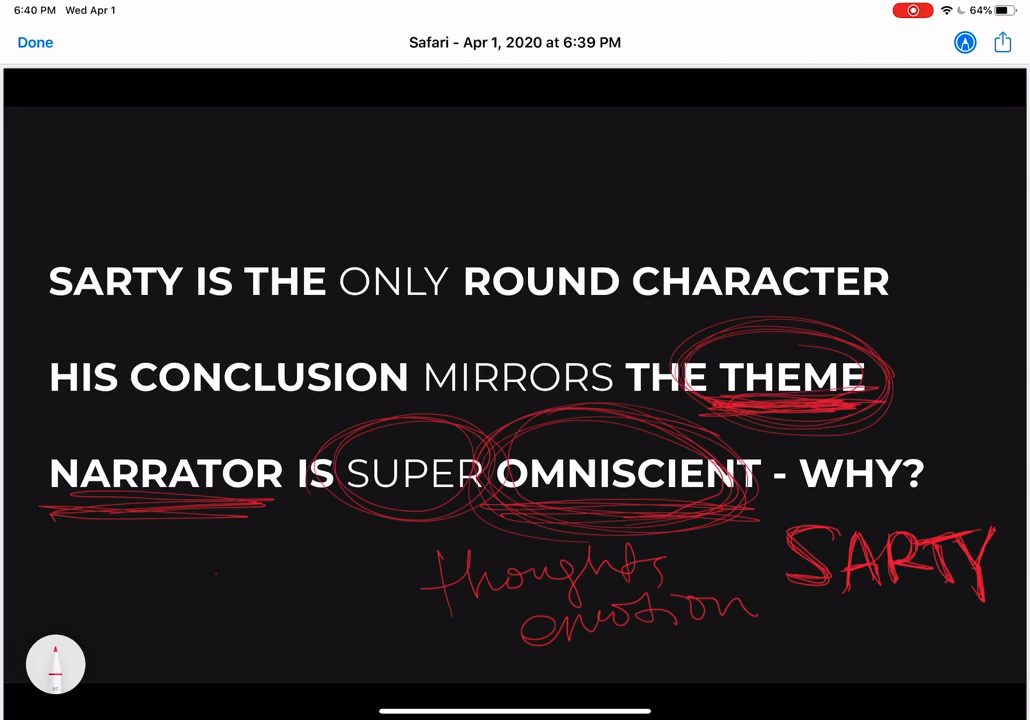 6:40 PM Wed Apr 1
64%
Done
Safari - Apr 1, 2020 at 6:39 PM
SARTY IS THE ONLY ROUND CHARACTER
HIS CONCLUSION MIRRORS THE THEME
NARRATOR IS SUPER OMNISCIENT - WHY?
SARTY
thoughts
emotion
97